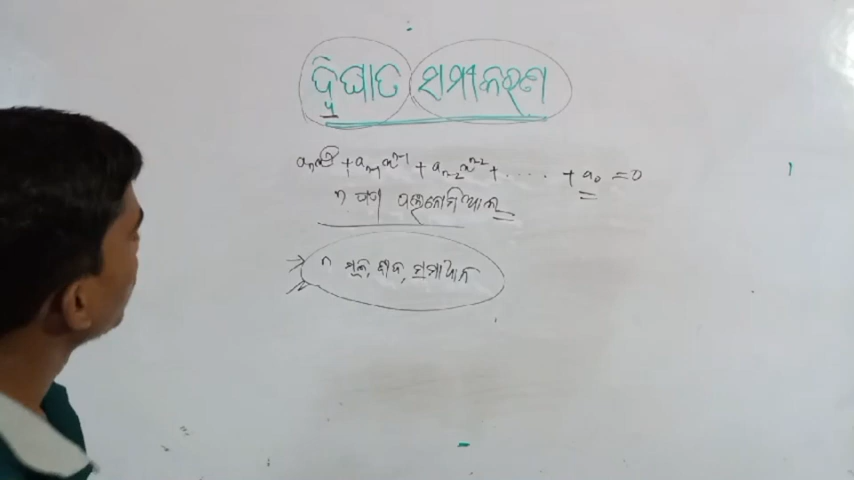 ଦ୍ୱିଘାତ ସମୀକରଣ
aₙxⁿ + aₙ₋₁xⁿ⁻¹ + aₙ₋₂xⁿ⁻² + ..... + a₀ = 0
n ଘାତୀ ପଲିନୋମିଆଲ୍
n ମୂଳ, ବୀଜ, ସମାଧାନ